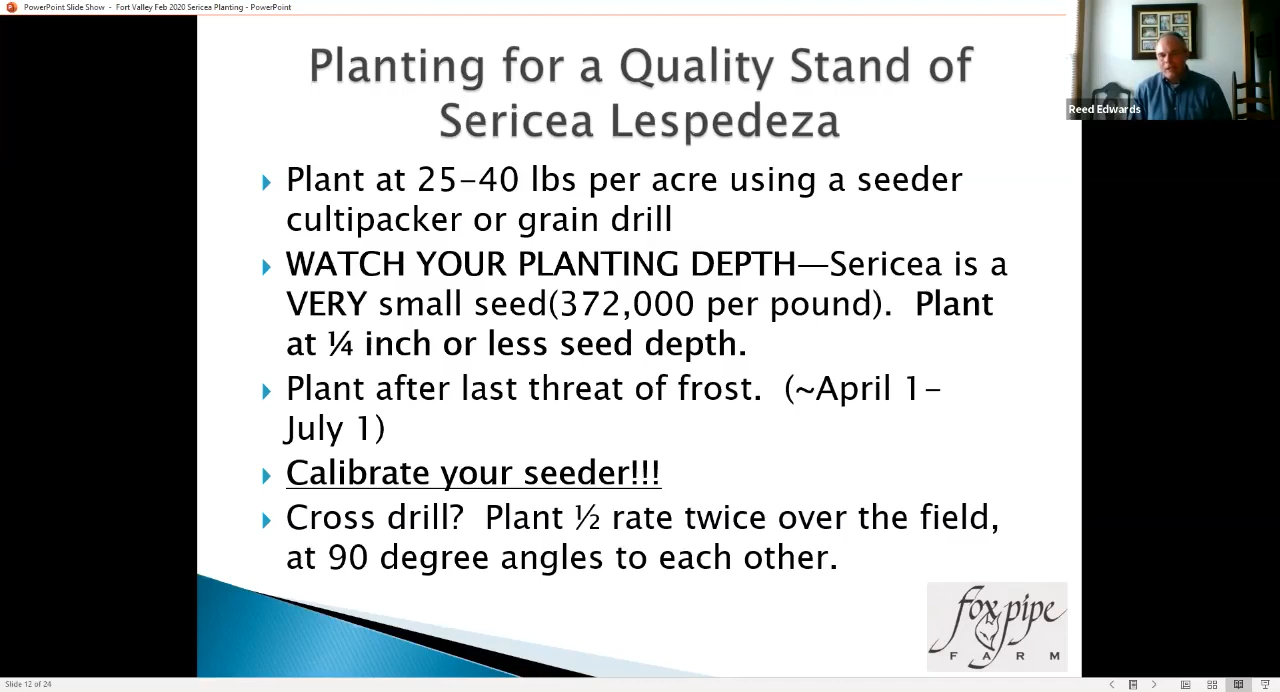 PowerPoint Slide Show - Fort Valley Feb 2020 Sericea Planting - PowerPoint
Reed Edwards
Planting for a Quality Stand of
Sericea Lespedeza
Plant at 25-40 lbs per acre using a seeder
cultipacker or grain drill
WATCH YOUR PLANTING DEPTH—Sericea is a
VERY small seed(372,000 per pound). Plant
at ¼ inch or less seed depth.
Plant after last threat of frost. (~April 1-
July 1)
Calibrate your seeder!!!
Cross drill? Plant ½ rate twice over the field,
at 90 degree angles to each other.
fox pipe
FARM
Slide 12 of 24